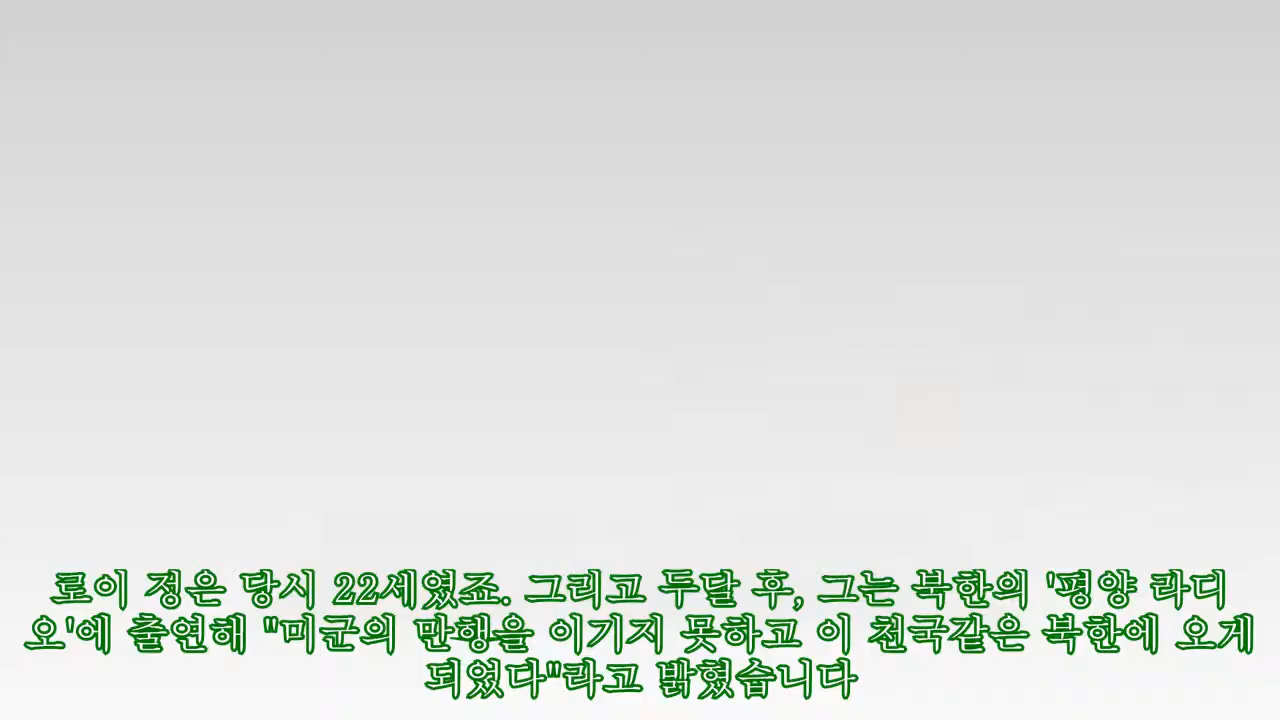 로이 정은 당시 22세였죠. 그리고 두달 후, 그는 북한의 '평양 라디
오'에 출연해 "미군의 만행을 이기지 못하고 이 천국같은 북한에 오게
되었다"라고 밝혔습니다